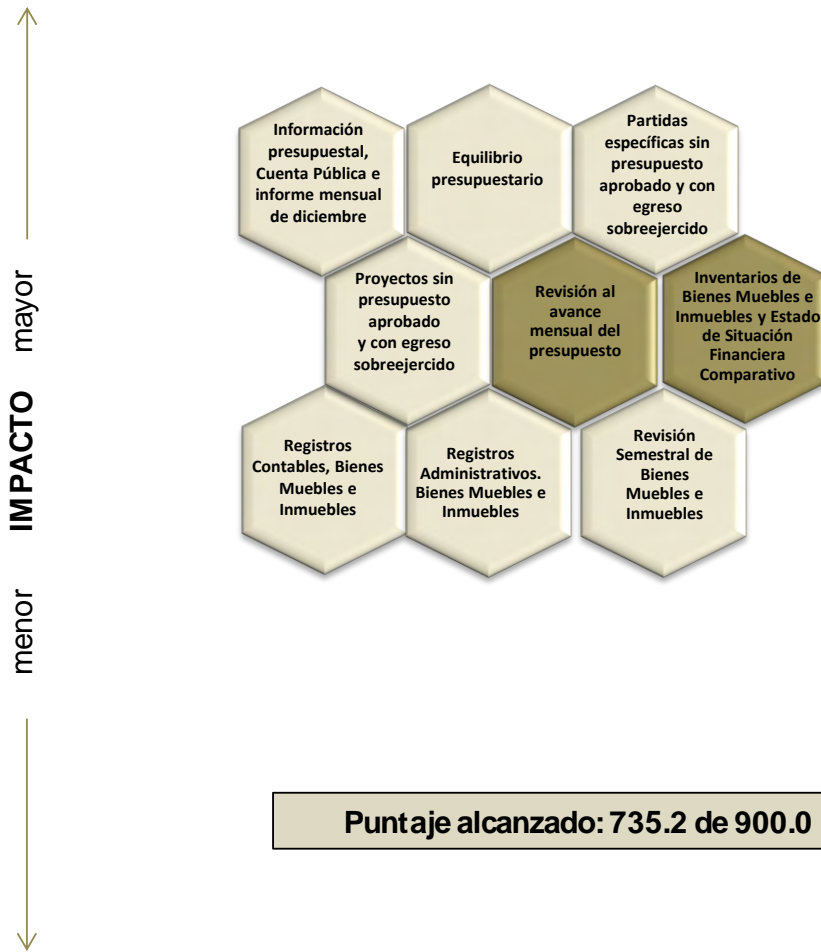 Información
presupuestal,
Cuenta Pública e
informe mensual
de diciembre
Equilibrio
presupuestario
Partidas
específicas sin
presupuesto
aprobado y con
egreso
sobreejercido
Proyectos sin
presupuesto
aprobado
y con egreso
sobreejercido
Revisión al
avance
mensual del
presupuesto
Inventarios de
Bienes Muebles e
Inmuebles y Estado
de Situación
Financiera
Comparativo
Registros
Contables, Bienes
Muebles e
Inmuebles
Registros
Administrativos.
Bienes Muebles e
Inmuebles
Revisión
Semestral de
Bienes
Muebles e
Inmuebles
menor IMPACTO mayor
Puntaje alcanzado: 735.2 de 900.0